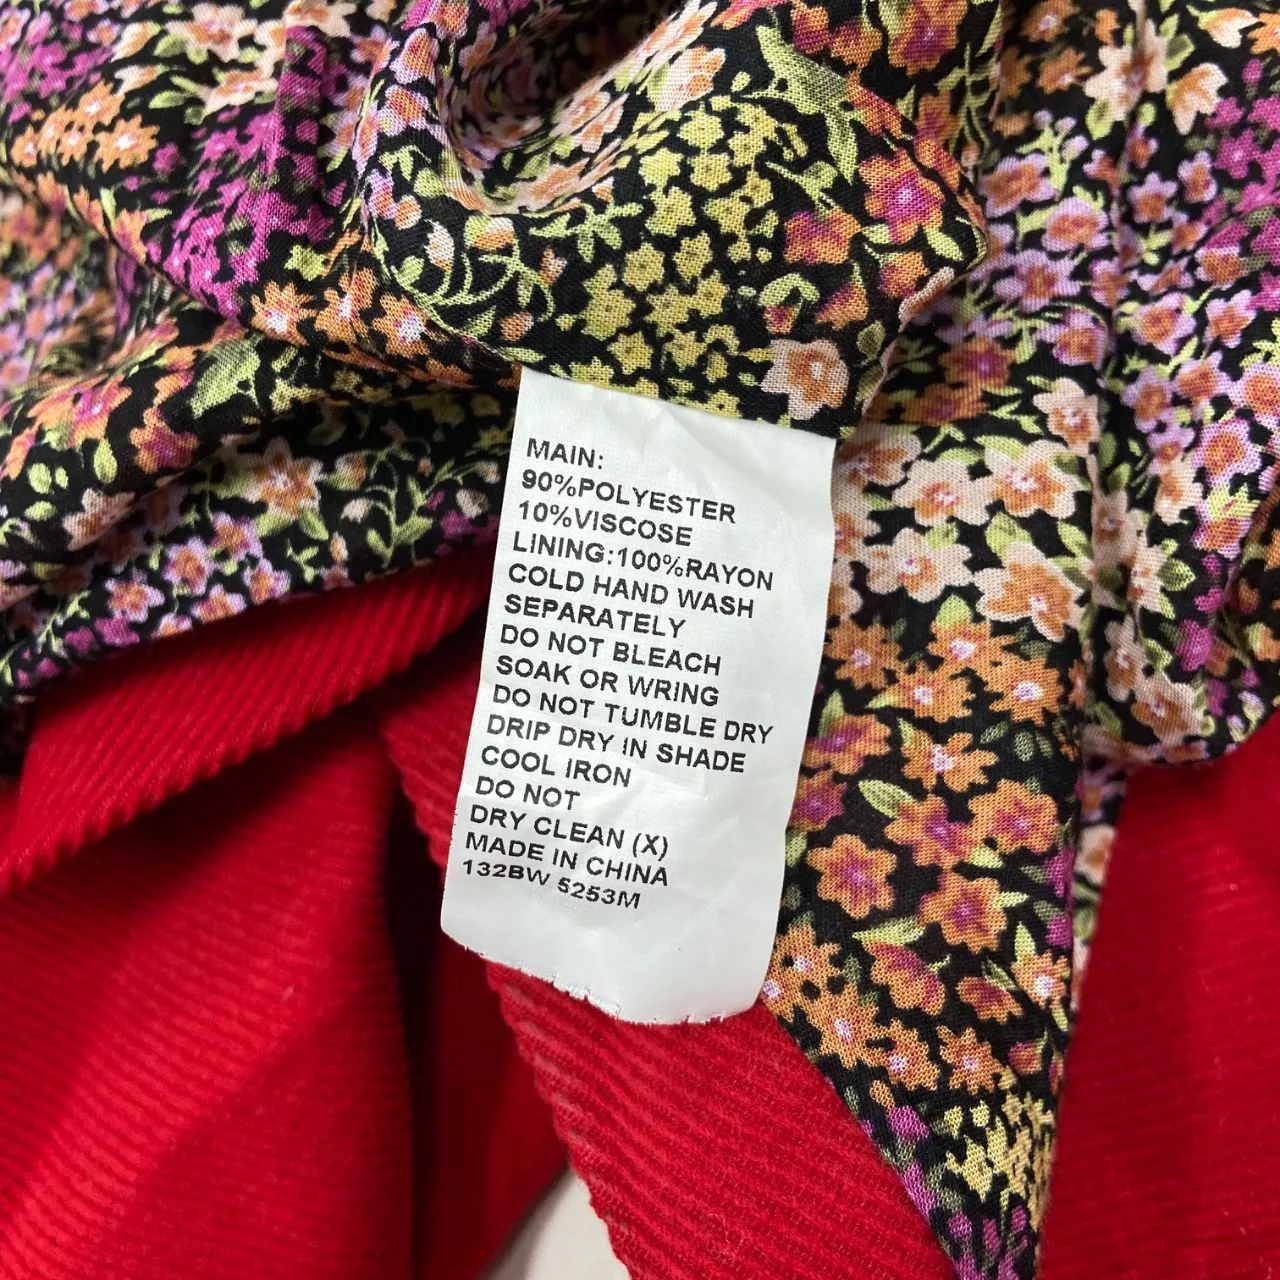 MAIN:
90%POLYESTER
10%VISCOSE
LINING:100%RAYON
COLD HAND WASH
SEPARATELY
DO NOT BLEACH
SOAK OR WRING
DO NOT TUMBLE DRY
DRIP DRY IN SHADE
COOL IRON
DO NOT
DRY CLEAN (X)
MADE IN CHINA
132BW 5253M